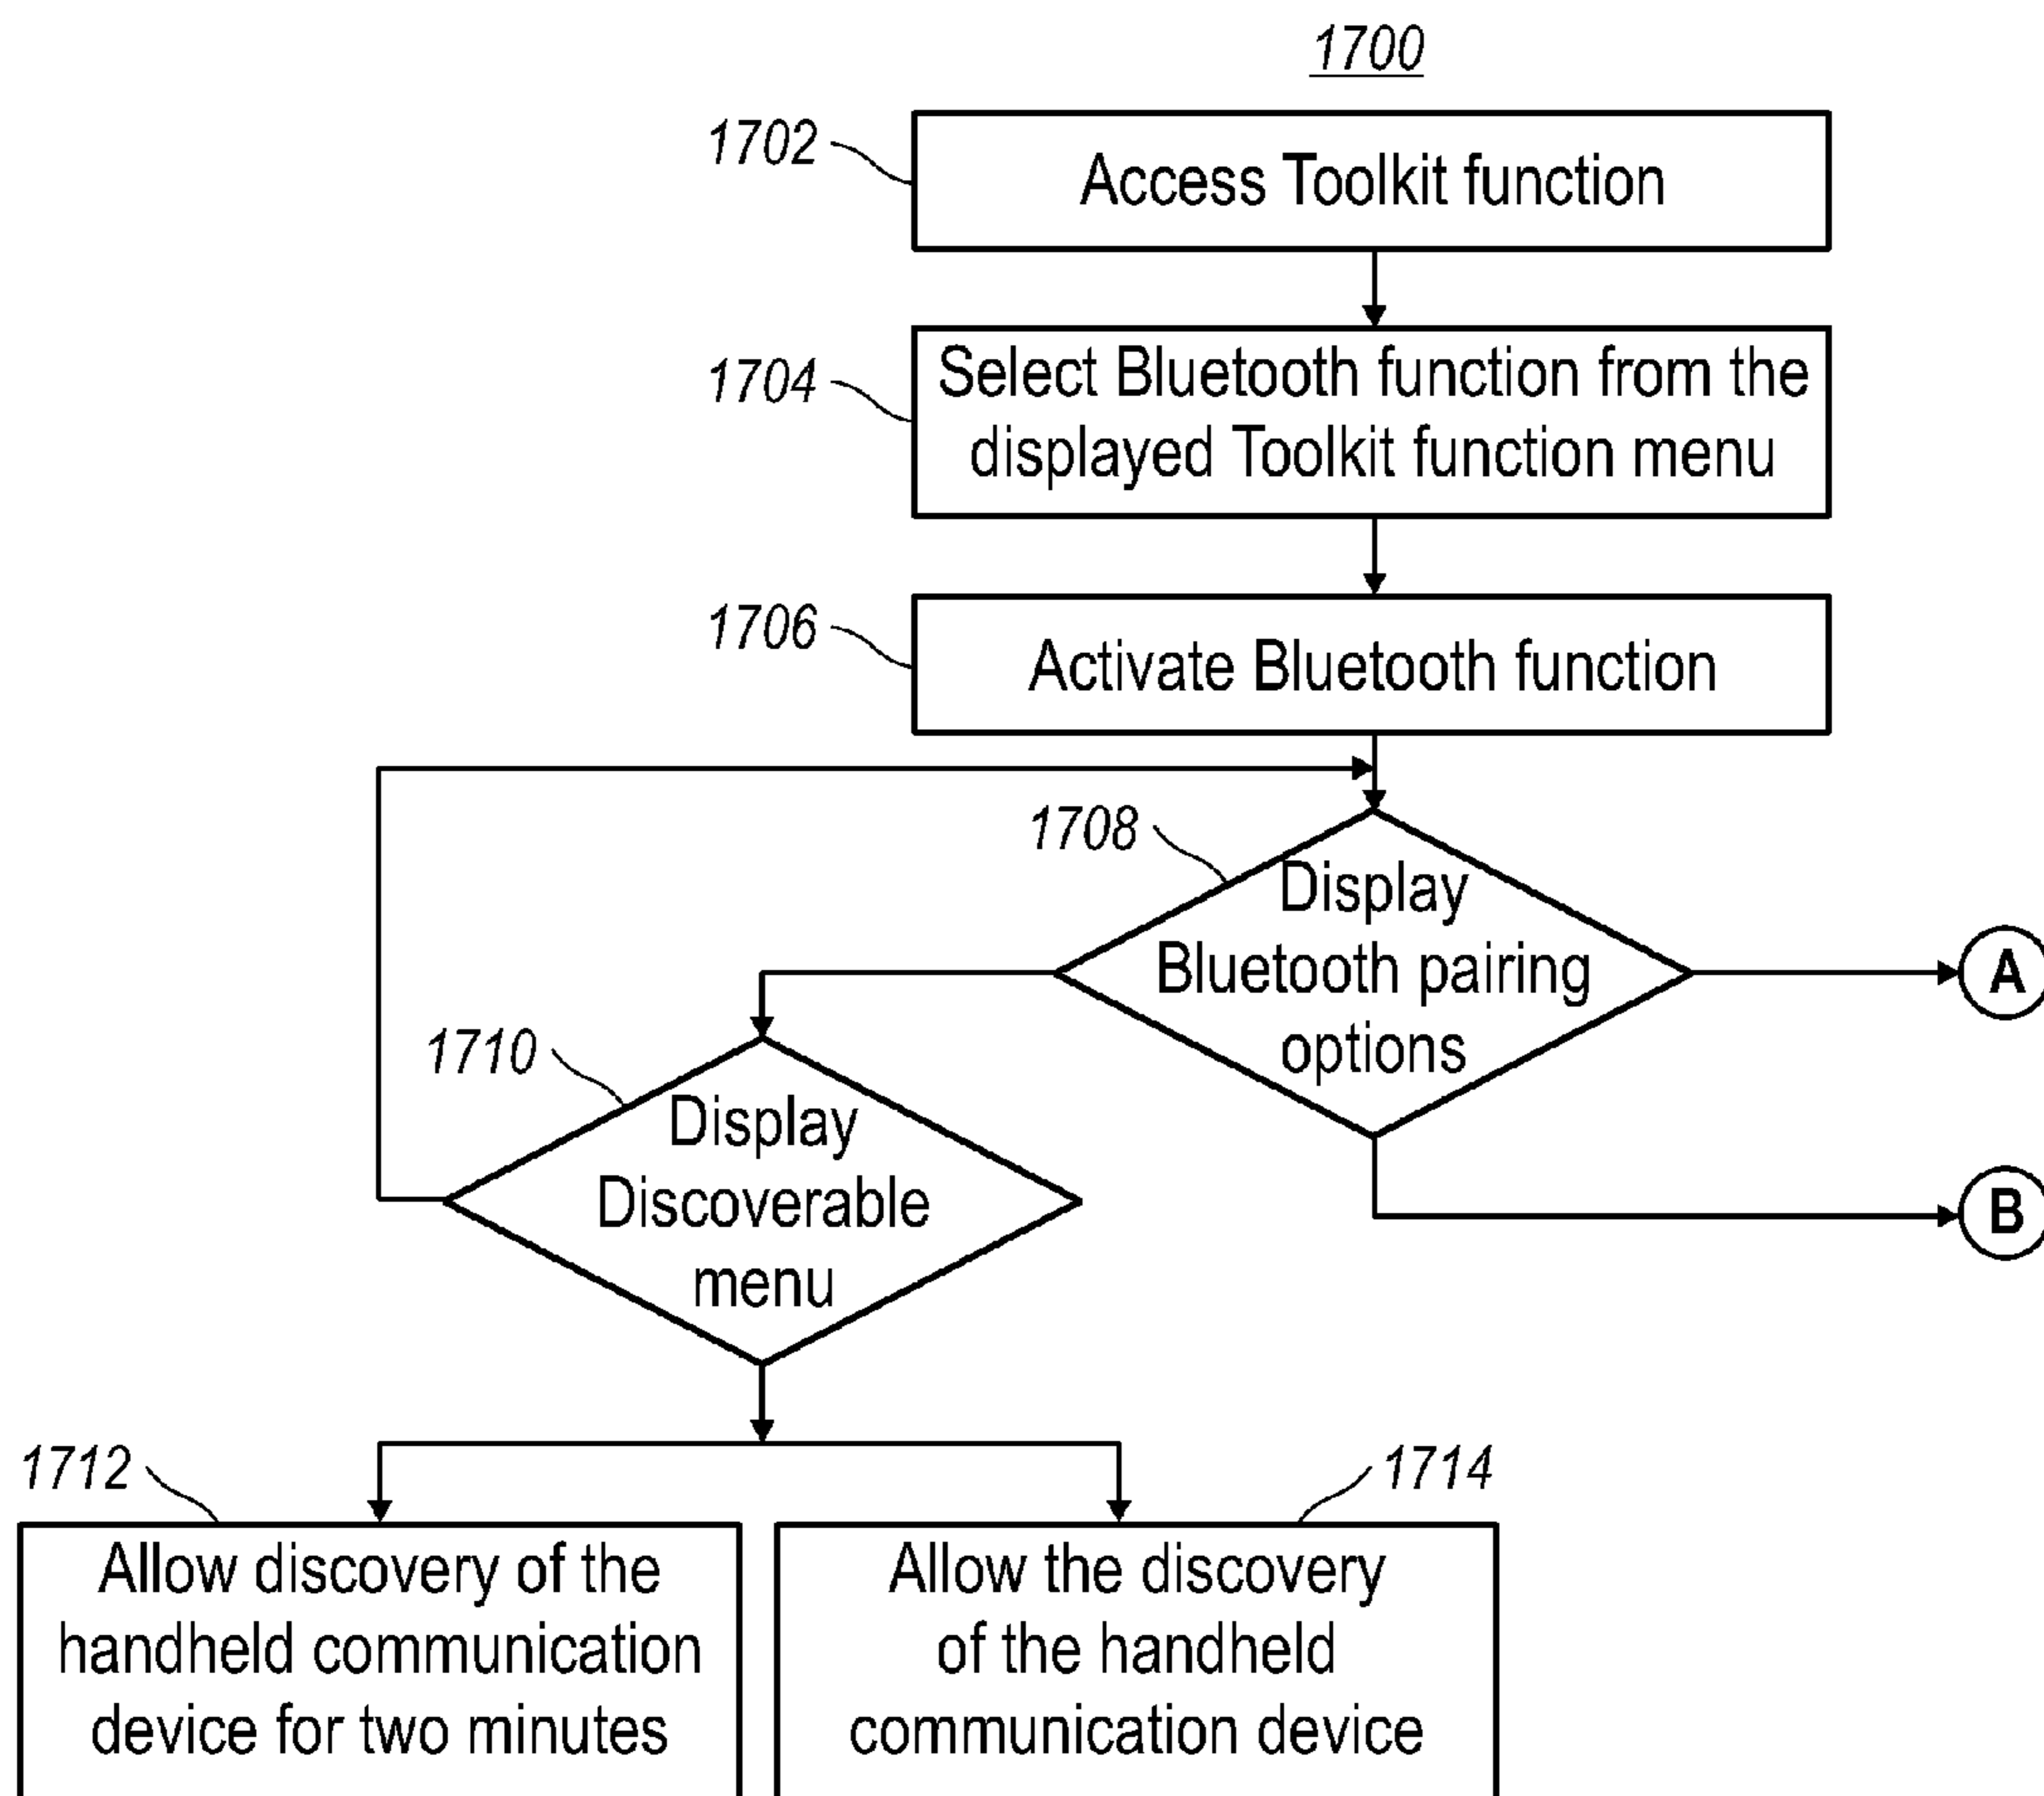 1700
1702
Access Toolkit function
1704
Select Bluetooth function from the
displayed Toolkit function menu
1706
Activate Bluetooth function
1708
Display
Bluetooth pairing
options
A
1710
Display
Discoverable
menu
B
1712
1714
Allow discovery of the
handheld communication
device for two minutes
Allow the discovery
of the handheld
communication device